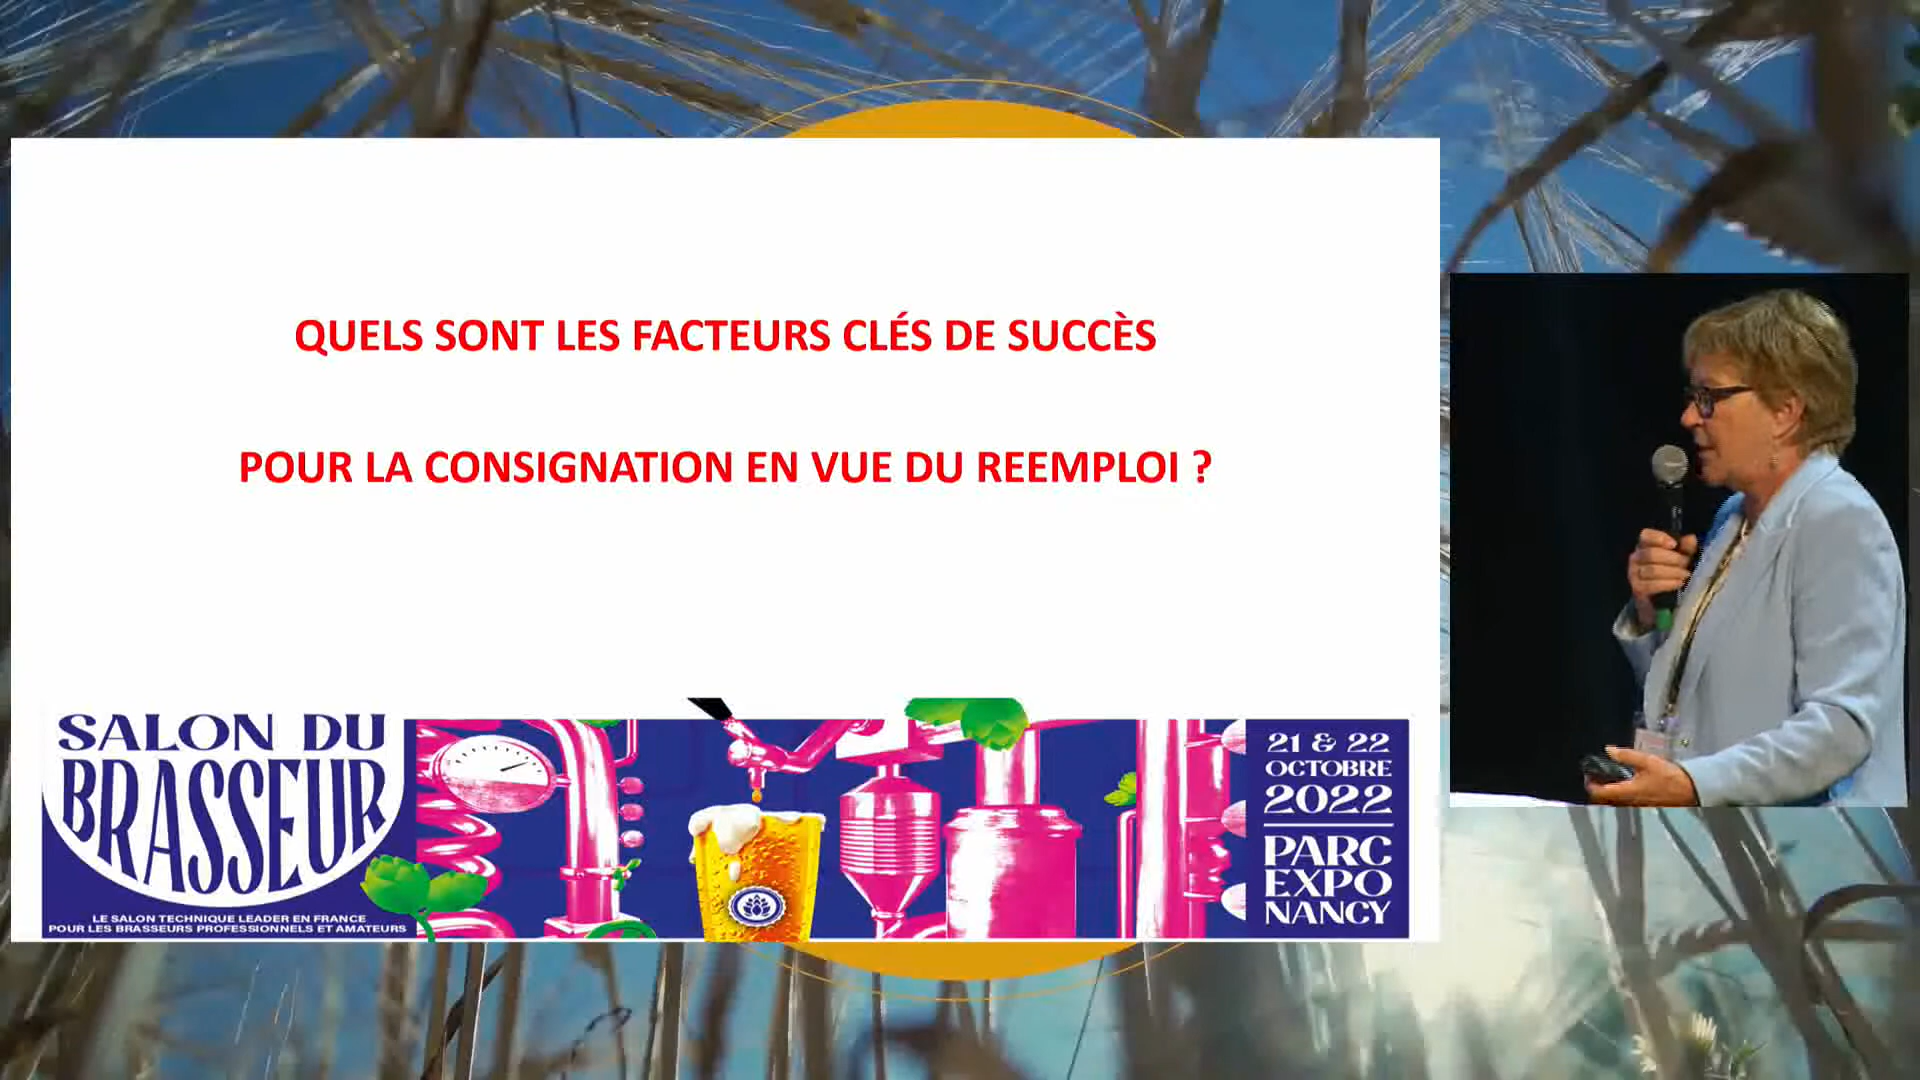 QUELS SONT LES FACTEURS CLÉS DE SUCCÈS
POUR LA CONSIGNATION EN VUE DU REEMPLOI ?
SALON DU
BRASSEUR
LE SALON TECHNIQUE LEADER EN FRANCE
POUR LES BRASSEURS PROFESSIONNELS ET AMATEURS
21 & 22
OCTOBRE
2022
PARC
EXPO
NANCY